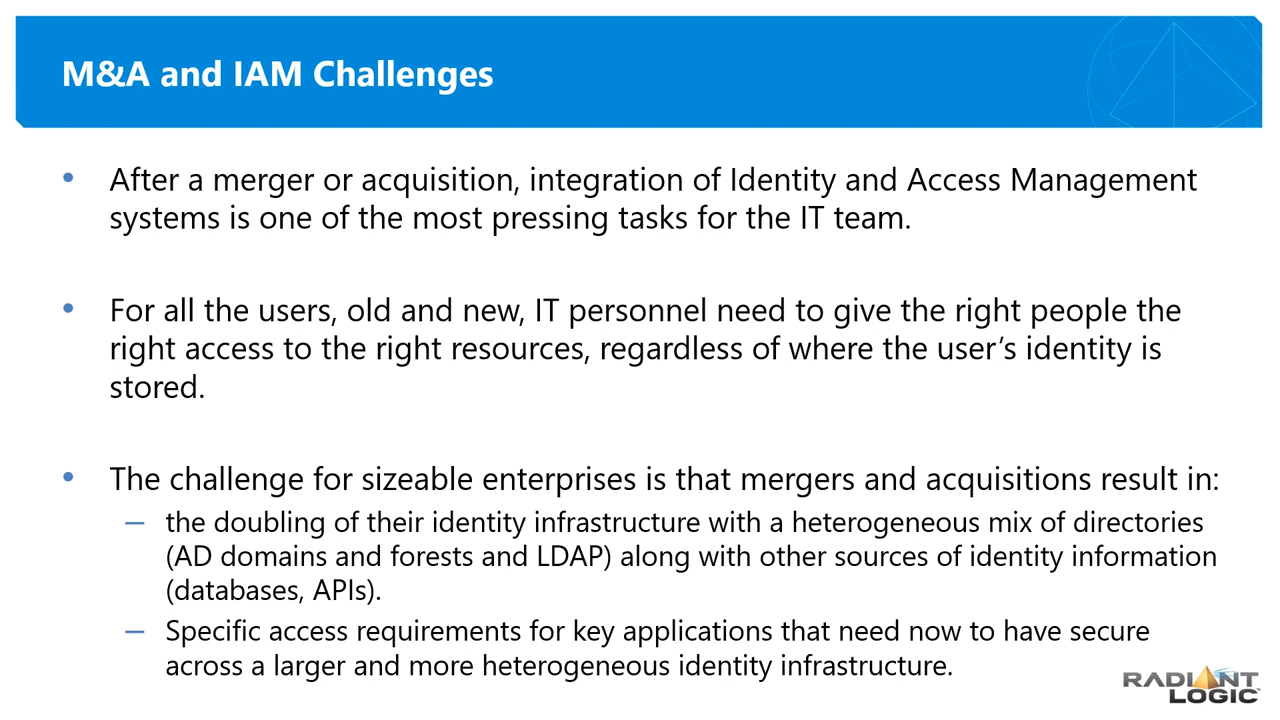 M&A and IAM Challenges
• After a merger or acquisition, integration of Identity and Access Management
systems is one of the most pressing tasks for the IT team.
• For all the users, old and new, IT personnel need to give the right people the
right access to the right resources, regardless of where the user’s identity is
stored.
• The challenge for sizeable enterprises is that mergers and acquisitions result in:
– the doubling of their identity infrastructure with a heterogeneous mix of directories
(AD domains and forests and LDAP) along with other sources of identity information
(databases, APIs).
– Specific access requirements for key applications that need now to have secure
across a larger and more heterogeneous identity infrastructure.
RADIANT
LOGIC